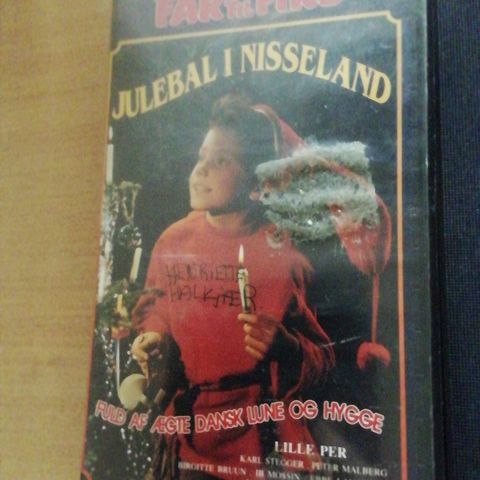 FAR TIL FIRE
JULEBAL I NISSELAND
HENRIETTE
HALKJÆR
FULD AF ÆGTE DANSK LUNE OG HYGGE
LILLE PER
KARL STEGGER . PETER MALBERG
BIRGITTE BRUUN . IB MOSSIN .